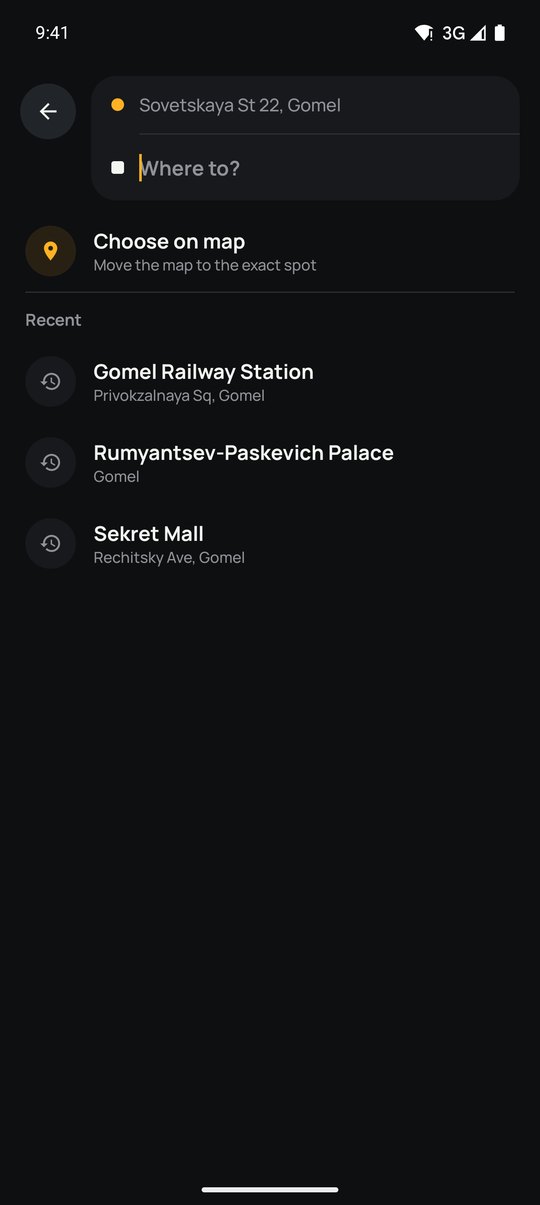 9:41
3G
Sovetskaya St 22, Gomel
Where to?
Choose on map
Move the map to the exact spot
Recent
Gomel Railway Station
Privokzalnaya Sq, Gomel
Rumyantsev-Paskevich Palace
Gomel
Sekret Mall
Rechitsky Ave, Gomel